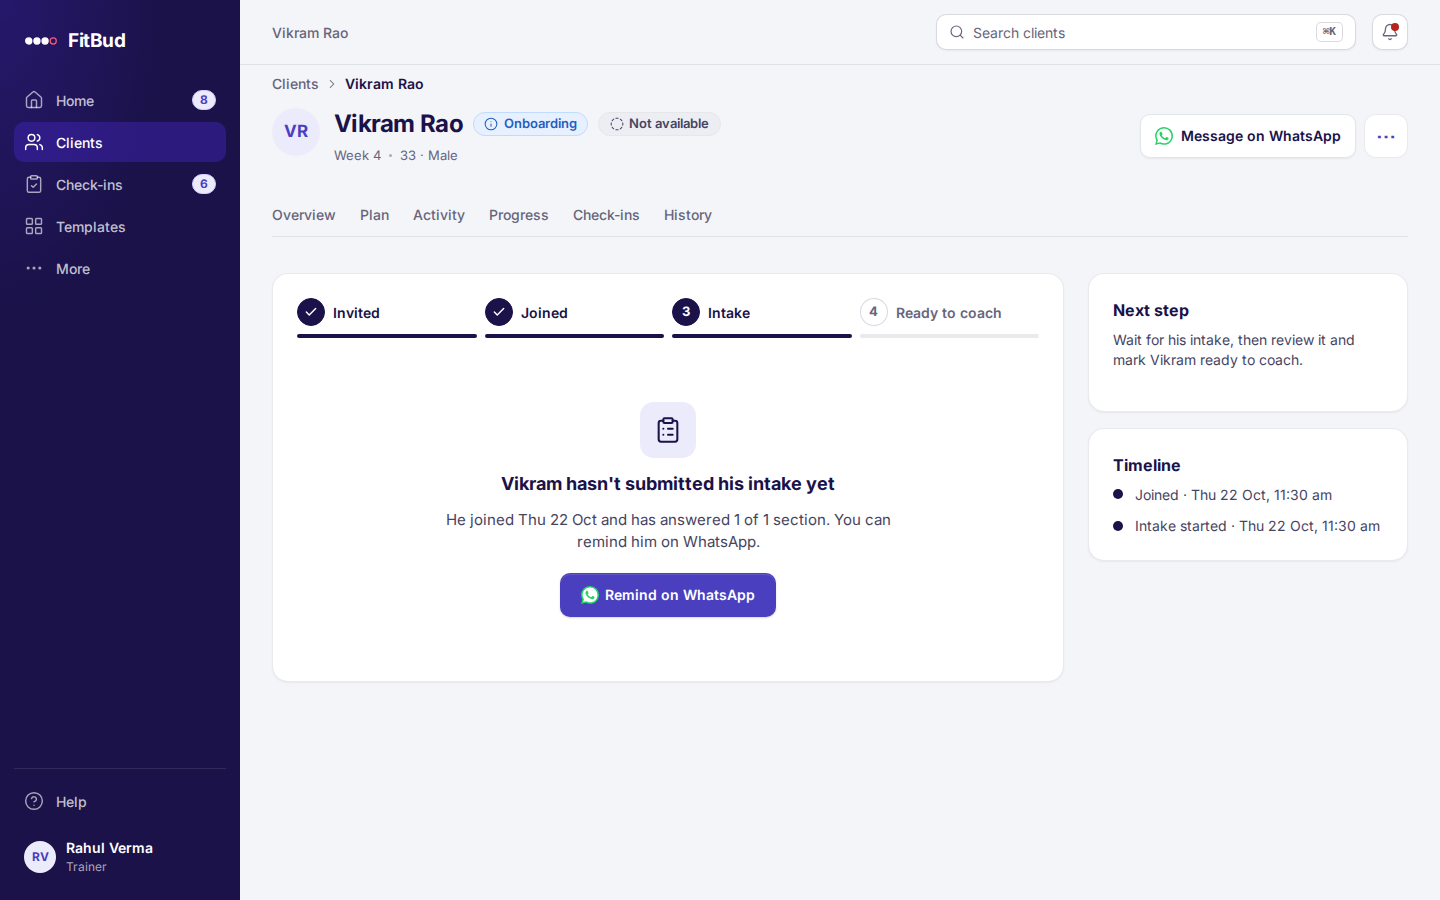 FitBud
Home
8
Clients
Check-ins
6
Templates
More
Help
RV
Rahul Verma
Trainer
Vikram Rao
Search clients
⌘K
Clients > Vikram Rao
VR
Vikram Rao
Onboarding
Not available
Week 4 • 33 · Male
Message on WhatsApp
Overview
Plan
Activity
Progress
Check-ins
History
Invited
Joined
3 Intake
4 Ready to coach
Vikram hasn't submitted his intake yet
He joined Thu 22 Oct and has answered 1 of 1 section. You can
remind him on WhatsApp.
Remind on WhatsApp
Next step
Wait for his intake, then review it and
mark Vikram ready to coach.
Timeline
Joined · Thu 22 Oct, 11:30 am
Intake started · Thu 22 Oct, 11:30 am